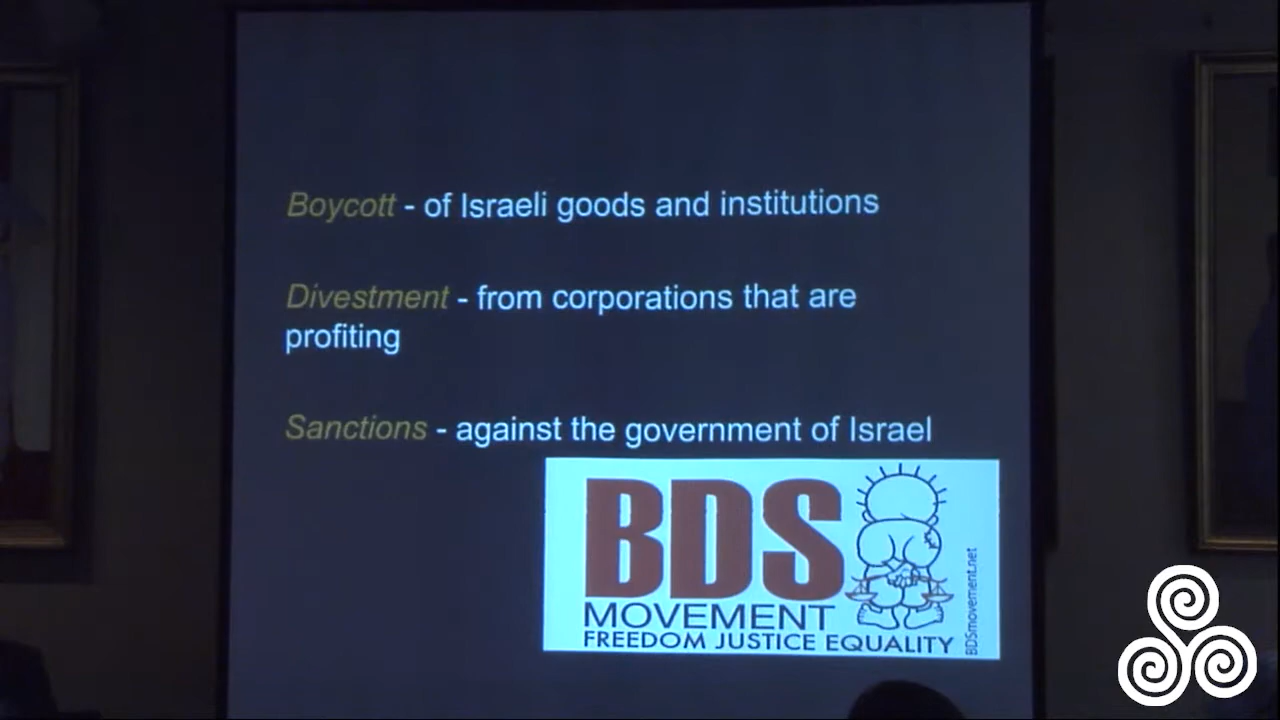 Boycott - of Israeli goods and institutions
Divestment - from corporations that are
profiting
Sanctions - against the government of Israel
BDS
MOVEMENT
FREEDOM JUSTICE EQUALITY
BDSmovement.net